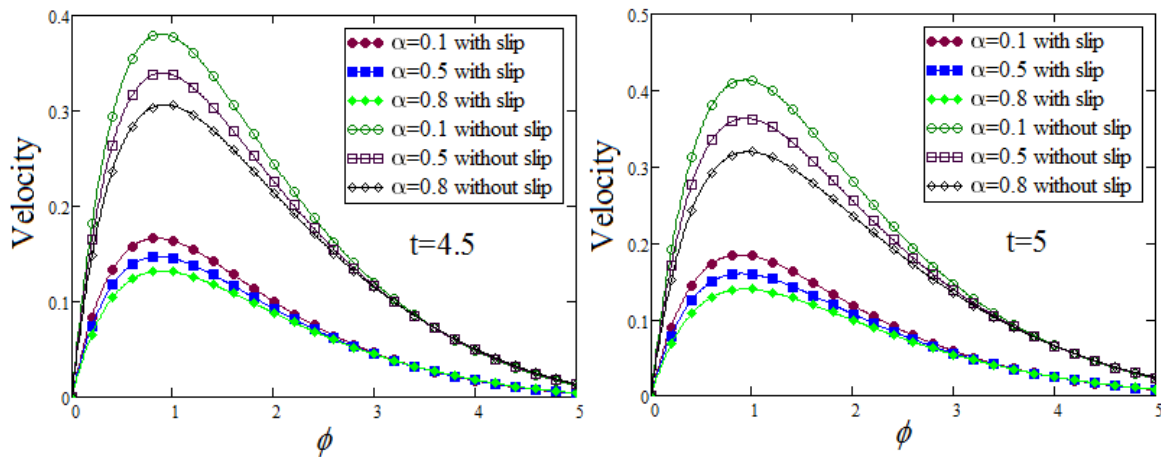 0.4
0.3
0.2
0.1
0
Velocity
α=0.1 with slip
α=0.5 with slip
α=0.8 with slip
α=0.1 without slip
α=0.5 without slip
α=0.8 without slip
t=4.5
0 1 2 3 4 5
ϕ
0.5
0.4
0.3
0.2
0.1
0
Velocity
α=0.1 with slip
α=0.5 with slip
α=0.8 with slip
α=0.1 without slip
α=0.5 without slip
α=0.8 without slip
t=5
0 1 2 3 4 5
ϕ